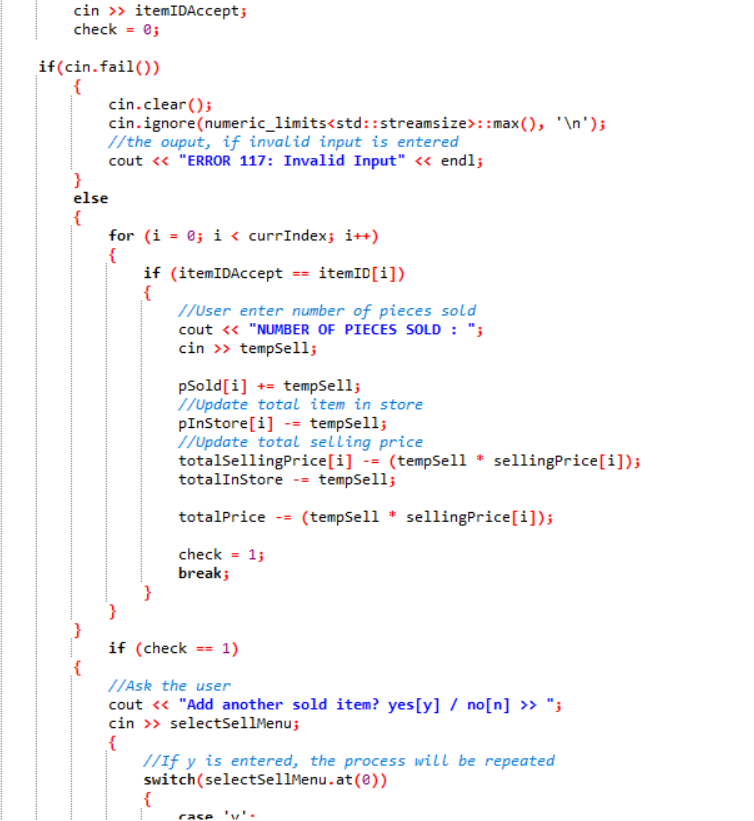 cin >> itemIDAccept;
check = 0;
if(cin.fail())
{
cin.clear();
cin.ignore(numeric_limits<std::streamsize>::max(), '\n');
//the ouput, if invalid input is entered
cout << "ERROR 117: Invalid Input" << endl;
}
else
{
for (i = 0; i < currIndex; i++)
{
if (itemIDAccept == itemID[i])
{
//User enter number of pieces sold
cout << "NUMBER OF PIECES SOLD : ";
cin >> tempSell;
pSold[i] += tempSell;
//Update total item in store
pInStore[i] -= tempSell;
//Update total selling price
totalSellingPrice[i] -= (tempSell * sellingPrice[i]);
totalInStore -= tempSell;
totalPrice -= (tempSell * sellingPrice[i]);
check = 1;
break;
}
}
}
if (check == 1)
{
//Ask the user
cout << "Add another sold item? yes[y] / no[n] >> ";
cin >> selectSellMenu;
{
//If y is entered, the process will be repeated
switch(selectSellMenu.at(0))
{
case 'y':